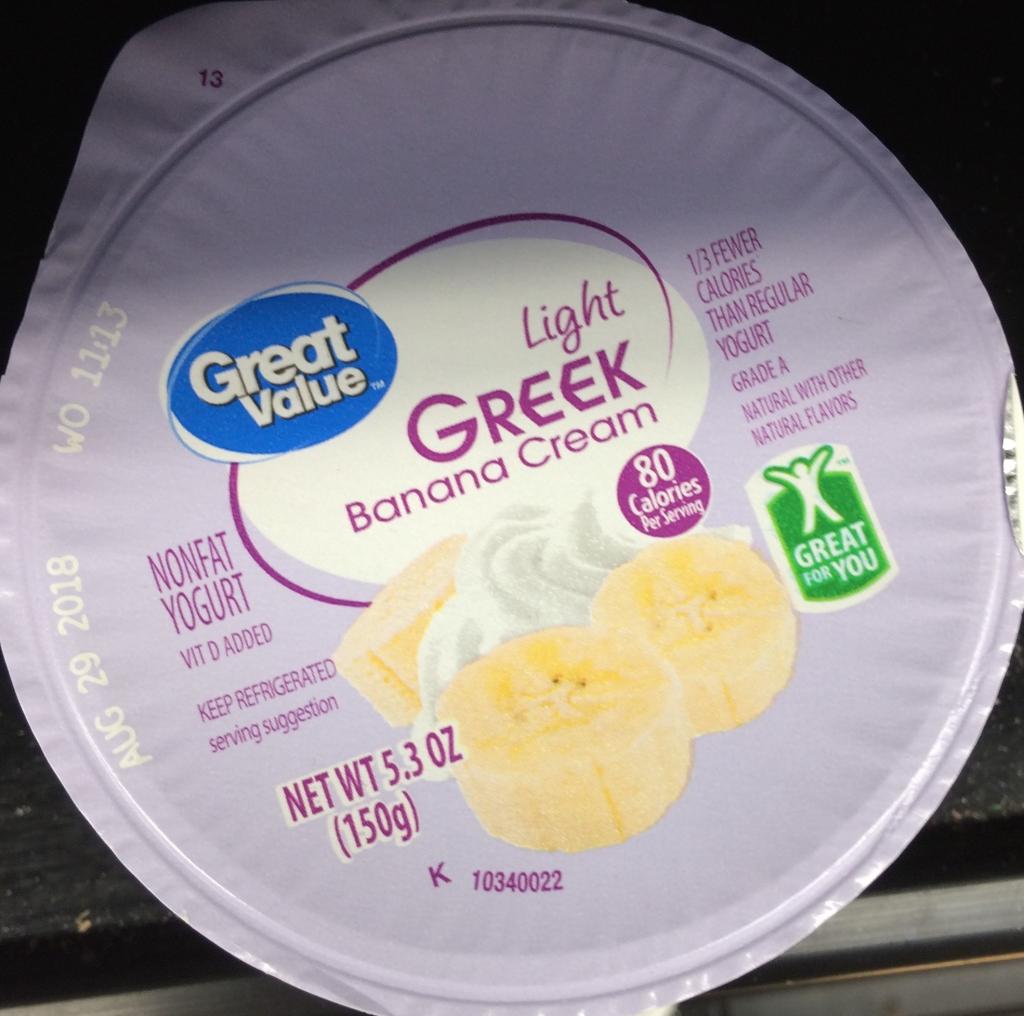 13
Great
Value™
Light
GREEK
Banana Cream
80
Calories
Per Serving
1/3 FEWER
CALORIES
THAN REGULAR
YOGURT
GRADE A
NATURAL WITH OTHER
NATURAL FLAVORS
GREAT
FOR YOU
™
NONFAT
YOGURT
VIT D ADDED
KEEP REFRIGERATED
serving suggestion
NET WT 5.3 OZ
(150g)
K 10340022
AUG 29 2018 WO 11:13